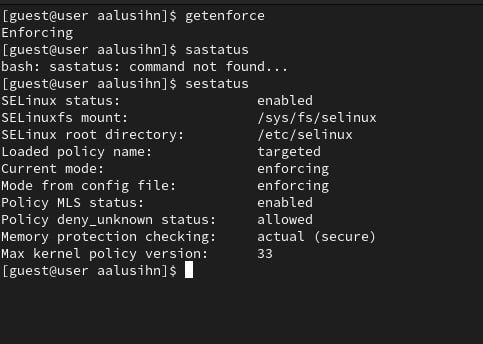 [guest@user aalusihn]$ getenforce
Enforcing
[guest@user aalusihn]$ sastatus
bash: sastatus: command not found...
[guest@user aalusihn]$ sestatus
SELinux status:                 enabled
SELinuxfs mount:                /sys/fs/selinux
SELinux root directory:         /etc/selinux
Loaded policy name:             targeted
Current mode:                   enforcing
Mode from config file:          enforcing
Policy MLS status:              enabled
Policy deny_unknown status:     allowed
Memory protection checking:     actual (secure)
Max kernel policy version:      33
[guest@user aalusihn]$